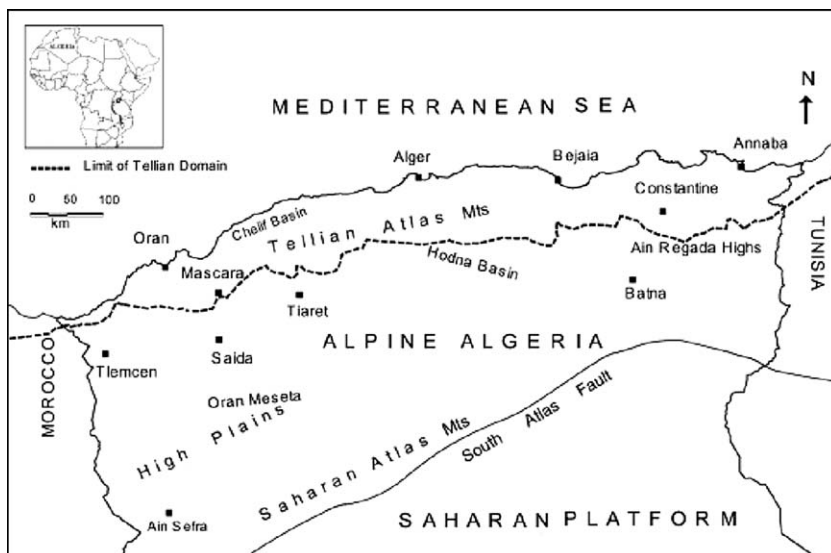 ALGERIA
N
MEDITERRANEAN SEA
Limit of Tellian Domain
0 50 100
km
Alger
Bejaia
Annaba
Constantine
Oran
Chelif Basin
Tellian Atlas Mts
Mascara
Hodna Basin
Ain Regada Highs
TUNISIA
Tiaret
Batna
MOROCCO
Tlemcen
Saida
ALPINE ALGERIA
Oran Meseta
High Plains
Saharan Atlas Mts
South Atlas Fault
Ain Sefra
SAHARAN PLATFORM